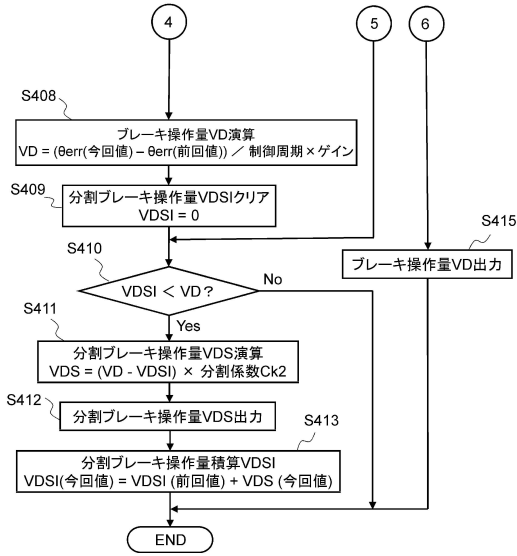 4
5
6
S408
ブレーキ操作量VD演算
VD = (θerr(今回値)−θerr(前回値)) ／ 制御周期×ゲイン
S409
分割ブレーキ操作量VDSIクリア
VDSI = 0
S415
ブレーキ操作量VD出力
S410
VDSI ＜ VD？
No
Yes
S411
分割ブレーキ操作量VDS演算
VDS = (VD - VDSI) × 分割係数Ck2
S412
分割ブレーキ操作量VDS出力
S413
分割ブレーキ操作量積算VDSI
VDSI(今回値) = VDSI (前回値) + VDS (今回値)
END